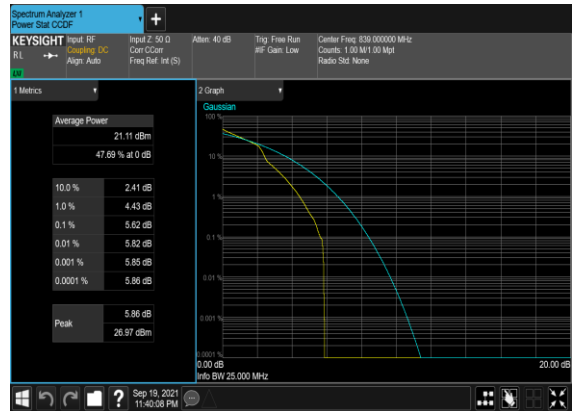 Spectrum Analyzer 1
Power Stat CCDF
+
KEYSIGHT Input: RF Input Z: 50 Ω Atten: 40 dB Trig: Free Run Center Freq: 839.000000 MHz
RL Coupling: DC Corr CCorr #IF Gain: Low Counts: 1.00 M/1.00 Mpt
Align: Auto Freq Ref: Int (S) Radio Std: None
1 Metrics
2 Graph
Average Power
21.11 dBm
47.69 % at 0 dB
10.0 % 2.41 dB
1.0 % 4.43 dB
0.1 % 5.62 dB
0.01 % 5.82 dB
0.001 % 5.85 dB
0.0001 % 5.86 dB
Peak 5.86 dB
26.97 dBm
Gaussian
100 %
10 %
1 %
0.1 %
0.01 %
0.001 %
0.0001 %
0.00 dB 20.00 dB
Info BW 25.000 MHz
? Sep 19, 2021
11:40:08 PM